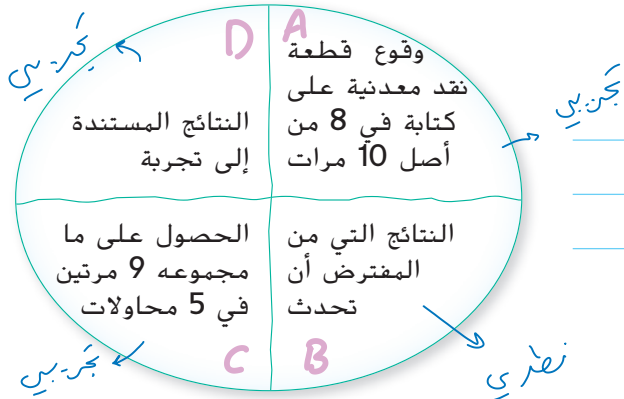 A
وقوع قطعة
نقد معدنية على
كتابة في 8 من
أصل 10 مرات
تجريبي
D
النتائج المستندة
إلى تجربة
تجريبي
النتائج التي من
المفترض أن
تحدث
B
نظري
الحصول على ما
مجموعه 9 مرتين
في 5 محاولات
C
تجريبي